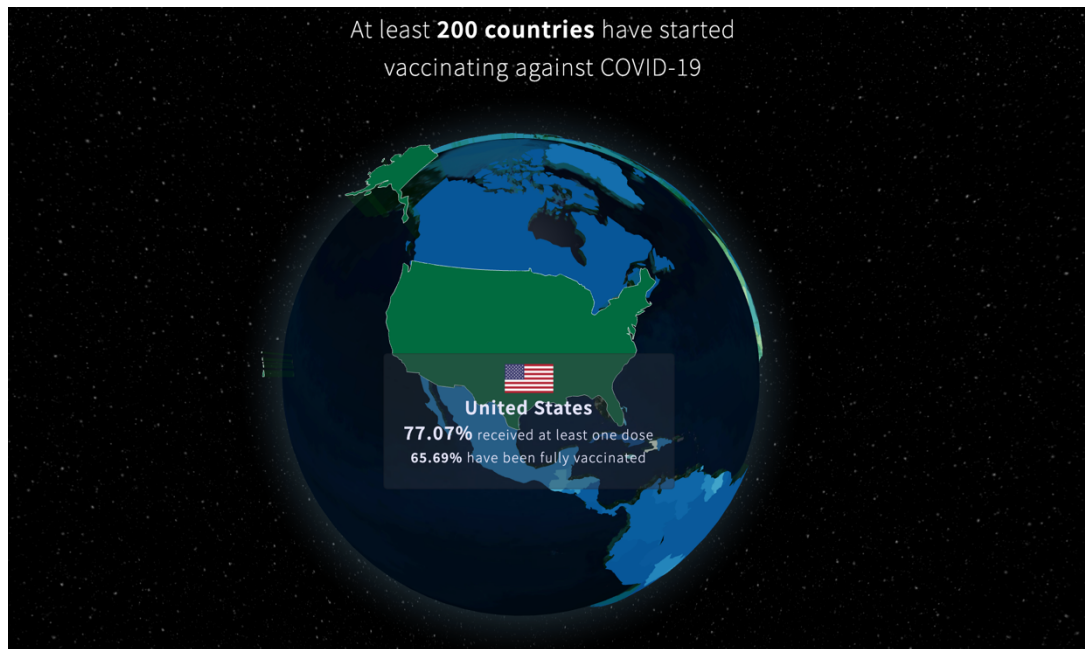 At least 200 countries have started
vaccinating against COVID-19
United States
77.07% received at least one dose
65.69% have been fully vaccinated